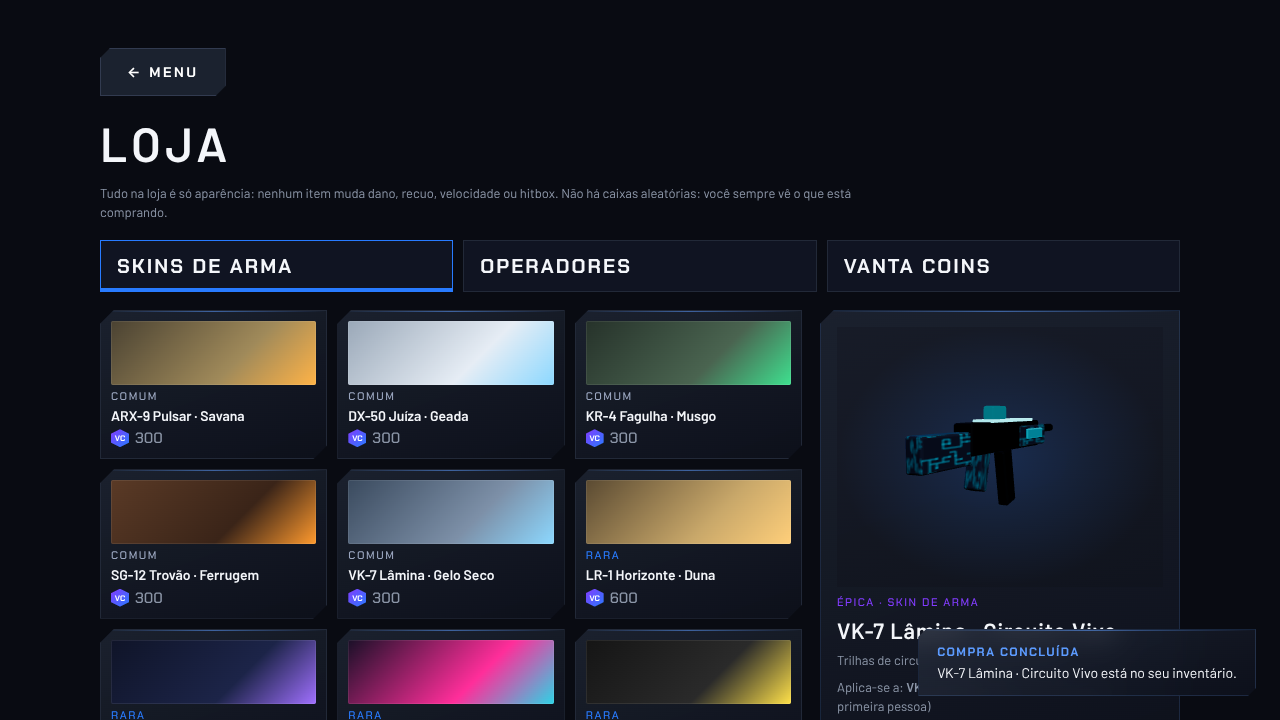 ← MENU
LOJA
Tudo na loja é só aparência: nenhum item muda dano, recuo, velocidade ou hitbox. Não há caixas aleatórias: você sempre vê o que está
comprando.
SKINS DE ARMA
OPERADORES
VANTA COINS
COMUM
ARX-9 Pulsar · Savana
VC 300
COMUM
DX-50 Juíza · Geada
VC 300
COMUM
KR-4 Fagulha · Musgo
VC 300
COMUM
SG-12 Trovão · Ferrugem
VC 300
COMUM
VK-7 Lâmina · Gelo Seco
VC 300
RARA
LR-1 Horizonte · Duna
VC 600
RARA
RARA
RARA
ÉPICA · SKIN DE ARMA
VK-7 Lâmina · Circuito Vivo
Trilhas de circu
Aplica-se a: VK
primeira pessoa)
COMPRA CONCLUÍDA
VK-7 Lâmina · Circuito Vivo está no seu inventário.